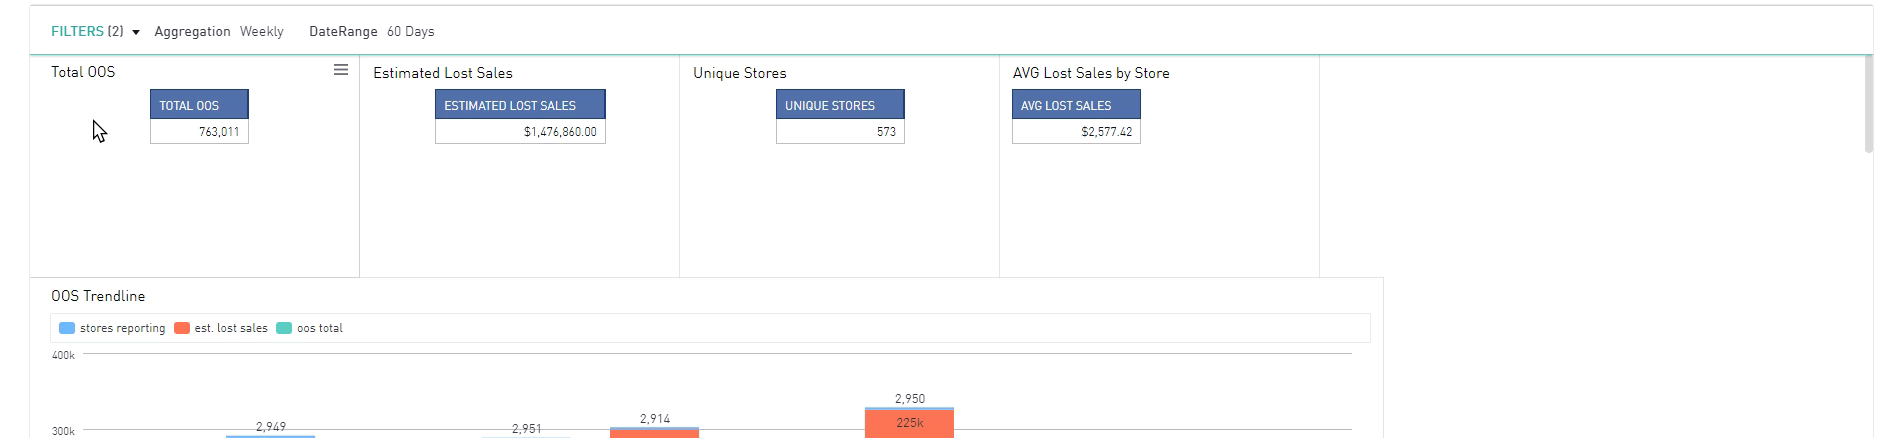 FILTERS (2) Aggregation Weekly DateRange 60 Days
Total OOS
TOTAL OOS
763,011
Estimated Lost Sales
ESTIMATED LOST SALES
$1,476,860.00
Unique Stores
UNIQUE STORES
573
AVG Lost Sales by Store
AVG LOST SALES
$2,577.42
OOS Trendline
stores reporting est. lost sales oos total
400k
2,950
225k
2,914
2,949
2,951
300k